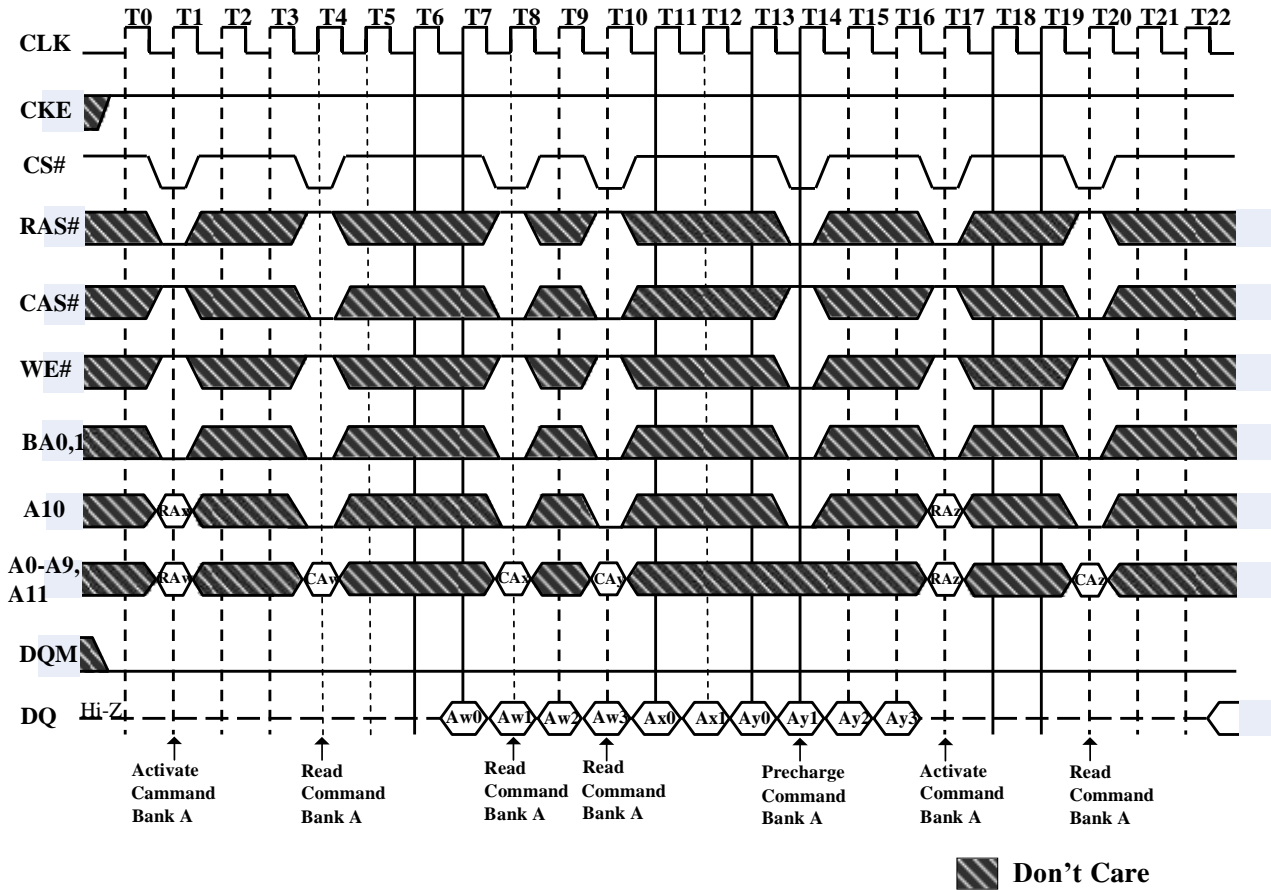 T0 T1 T2 T3 T4 T5 T6 T7 T8 T9 T10 T11 T12 T13 T14 T15 T16 T17 T18 T19 T20 T21 T22
CLK
CKE
CS#
RAS#
CAS#
WE#
BA0,1
A10 RAx RAz
A0-A9,
A11 RAw CAw CAx CAy RAz CAz
DQM
DQ Hi-Z Aw0 Aw1 Aw2 Aw3 Ax0 Ax1 Ay0 Ay1 Ay2 Ay3
Activate
Cammand
Bank A
Read
Command
Bank A
Read
Command
Bank A
Read
Command
Bank A
Precharge
Command
Bank A
Activate
Command
Bank A
Read
Command
Bank A
Don't Care